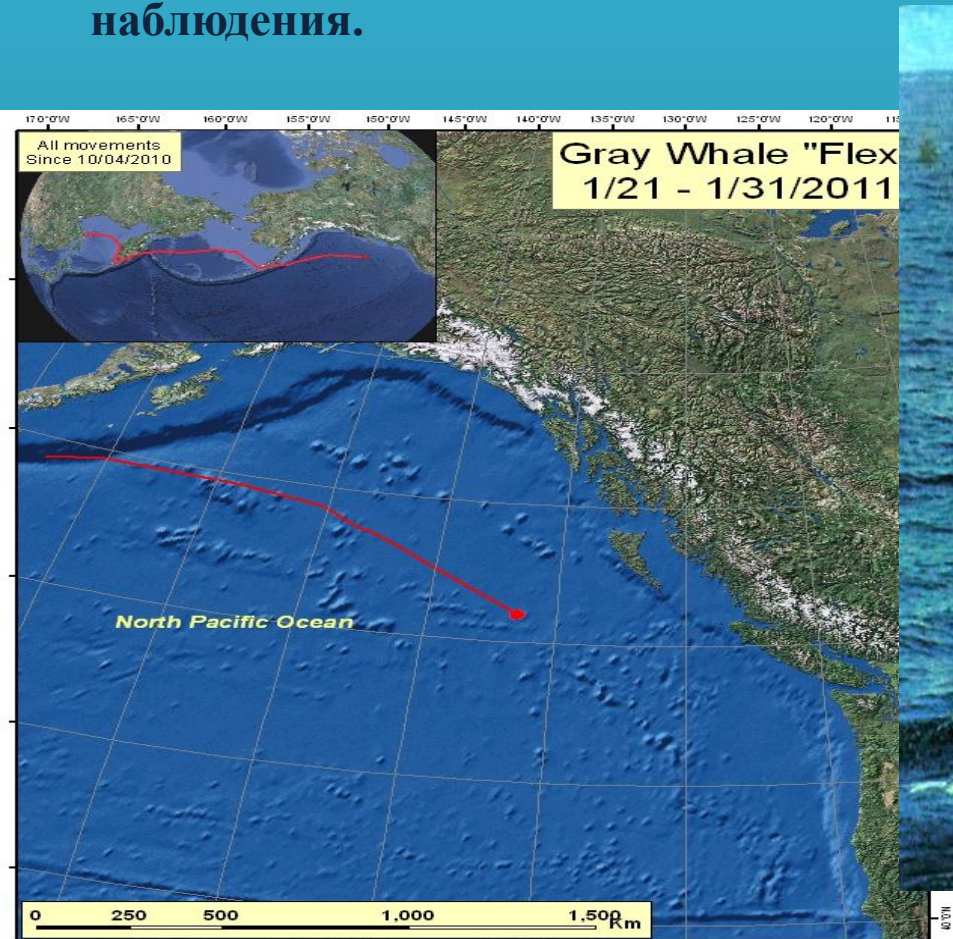 наблюдения.
170°0'W 165°0'W 160°0'W 155°0'W 150°0'W 145°0'W 140°0'W 135°0'W 130°0'W 125°0'W 120°0'W
All movements
Since 10/04/2010
Gray Whale "Flex
1/21 - 1/31/2011
North Pacific Ocean
0 250 500 1,000 1,500
Km